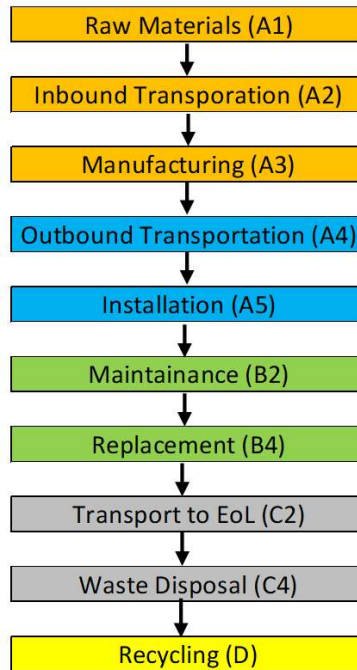 Raw Materials (A1)
Inbound Transporation (A2)
Manufacturing (A3)
Outbound Transportation (A4)
Installation (A5)
Maintainance (B2)
Replacement (B4)
Transport to EoL (C2)
Waste Disposal (C4)
Recycling (D)